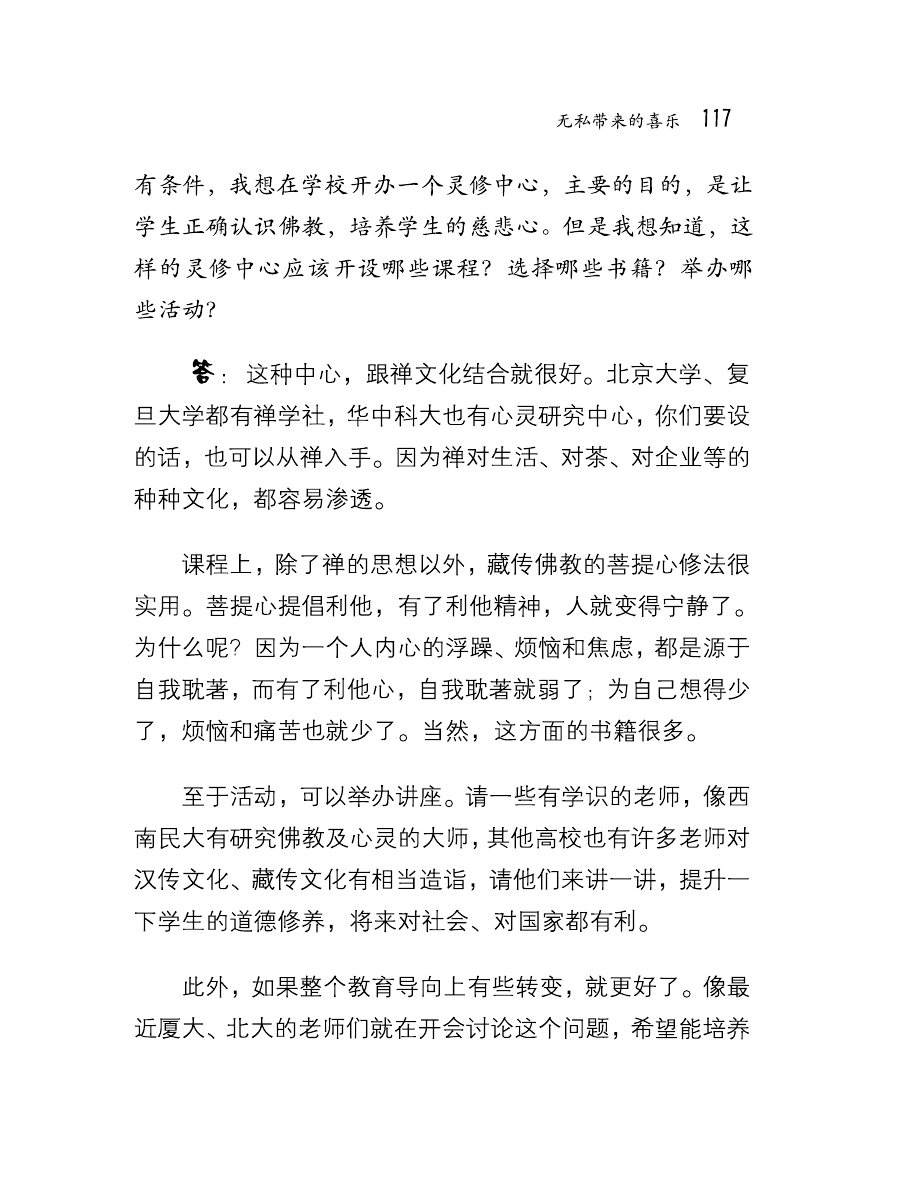 无私带来的喜乐 117
有条件，我想在学校开办一个灵修中心，主要的目的，是让
学生正确认识佛教，培养学生的慈悲心。但是我想知道，这
样的灵修中心应该开设哪些课程？选择哪些书籍？举办哪
些活动？
答：这种中心，跟禅文化结合就很好。北京大学、复
旦大学都有禅学社，华中科大也有心灵研究中心，你们要设
的话，也可以从禅入手。因为禅对生活、对茶、对企业等的
种种文化，都容易渗透。
课程上，除了禅的思想以外，藏传佛教的菩提心修法很
实用。菩提心提倡利他，有了利他精神，人就变得宁静了。
为什么呢？因为一个人内心的浮躁、烦恼和焦虑，都是源于
自我耽著，而有了利他心，自我耽著就弱了；为自己想得少
了，烦恼和痛苦也就少了。当然，这方面的书籍很多。
至于活动，可以举办讲座。请一些有学识的老师，像西
南民大有研究佛教及心灵的大师，其他高校也有许多老师对
汉传文化、藏传文化有相当造诣，请他们来讲一讲，提升一
下学生的道德修养，将来对社会、对国家都有利。
此外，如果整个教育导向上有些转变，就更好了。像最
近厦大、北大的老师们就在开会讨论这个问题，希望能培养